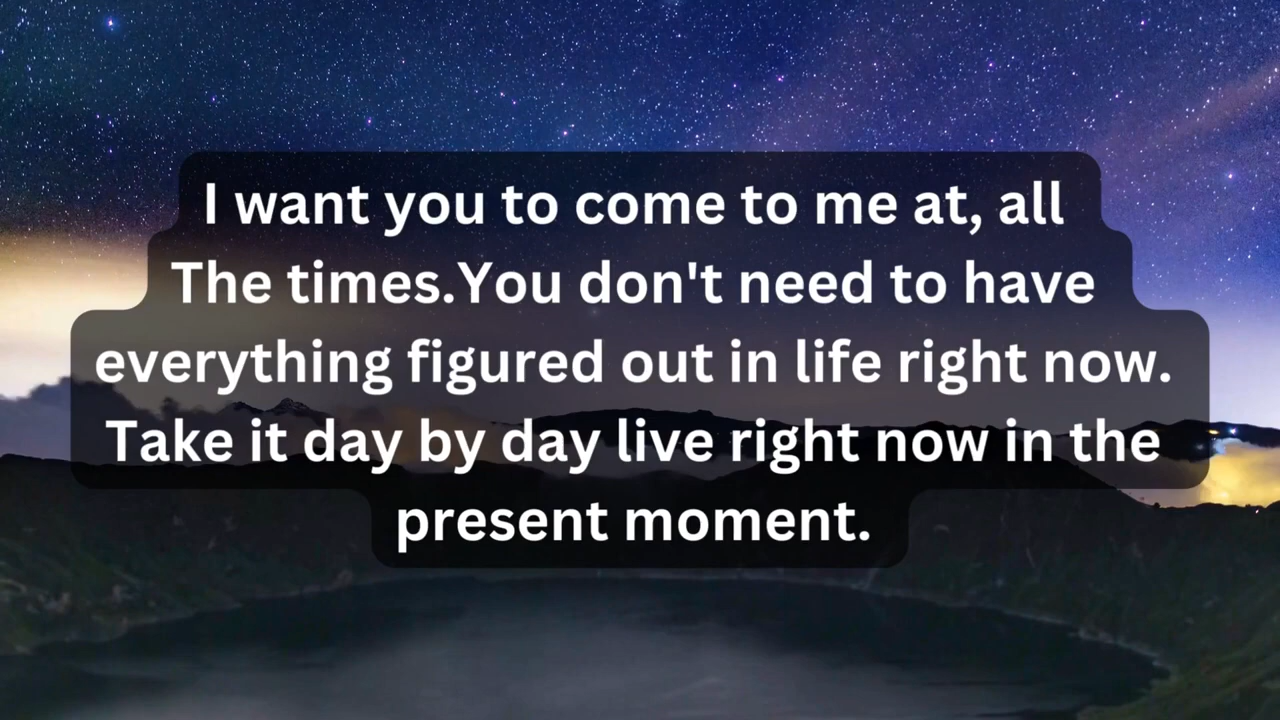 I want you to come to me at, all
The times.You don't need to have
everything figured out in life right now.
Take it day by day live right now in the
present moment.